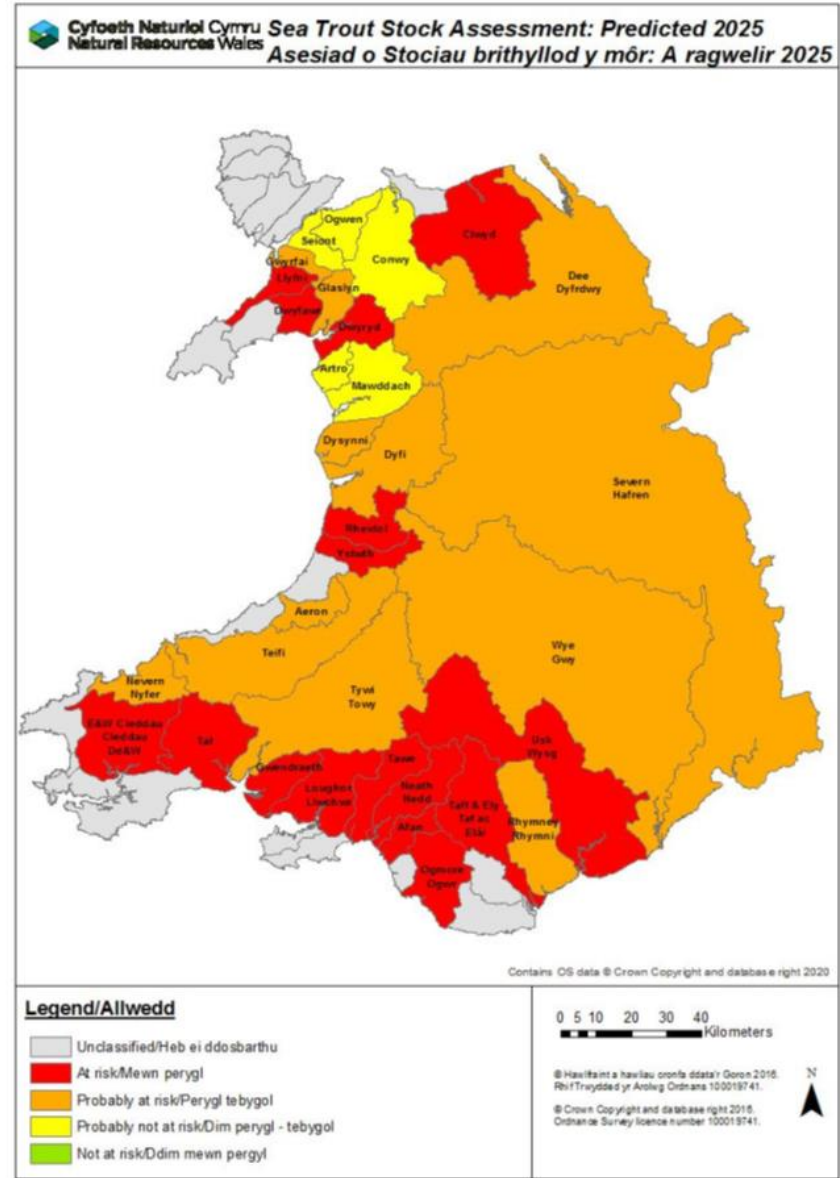 Cyfoeth Naturiol Cymru
Natural Resources Wales
Sea Trout Stock Assessment: Predicted 2025
Asesiad o Stociau brithyllod y môr: A ragwelir 2025
Ogwen
Seiont
Conwy
Clwyd
Gwyrfai
Llyfni
Glaslyn
Dee
Dyfrdwy
Dwyfawr
Dwyryd
Artro
Mawddach
Dysynni
Dyfi
Severn
Hafren
Rheidol
Ystwyth
Aeron
Teifi
Wye
Gwy
Nevern
Nyfer
Tywi
Towy
E&W Cleddau
Cleddau
Dd&W
Taf
Usk
Wysg
Gwendraeth
Tawe
Loughor
Llwchwr
Neath
Nedd
Taff & Ely
Taf ac
Elái
Rhymney
Rhymni
Afan
Ogmore
Ogwr
Contains OS data © Crown Copyright and database right 2020
Legend/Allwedd
Unclassified/Heb ei ddosbarthu
At risk/Mewn perygl
Probably at risk/Perygl tebygol
Probably not at risk/Dim perygl - tebygol
Not at risk/Ddim mewn pergyl
0 5 10 20 30 40
Kilometers
© Hawlfraint a hawliau cronfa ddata'r Goron 2016.
Rhif Trwydded yr Arolwg Ordnans 100019741.
© Crown Copyright and database right 2016.
Ordnance Survey licence number 100019741.
N